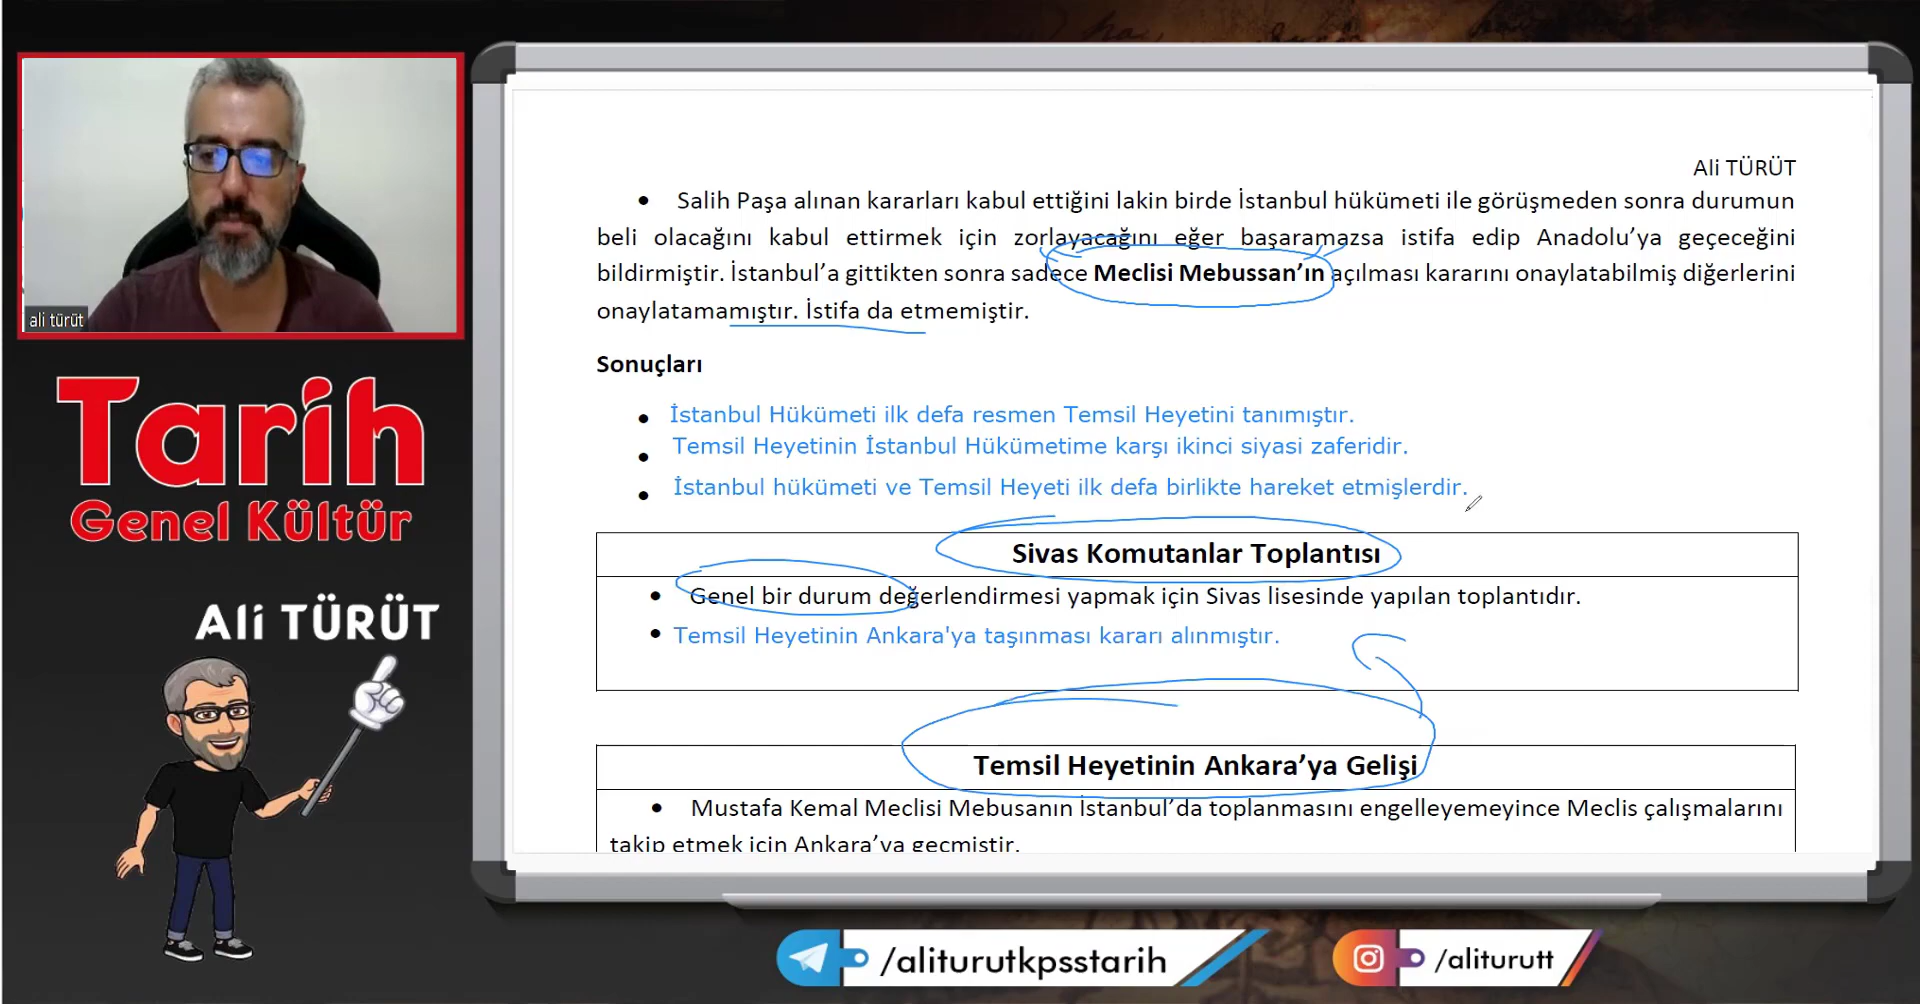 ali türüt
Tarih
Genel Kültür
Ali TÜRÜT
Ali TÜRÜT
• Salih Paşa alınan kararları kabul ettiğini lakin birde İstanbul hükümeti ile görüşmeden sonra durumun
beli olacağını kabul ettirmek için zorlayacağını eğer başaramazsa istifa edip Anadolu’ya geçeceğini
bildirmiştir. İstanbul’a gittikten sonra sadece Meclisi Mebussan’ın açılması kararını onaylatabilmiş diğerlerini
onaylatamamıştır. İstifa da etmemiştir.
Sonuçları
• İstanbul Hükümeti ilk defa resmen Temsil Heyetini tanımıştır.
• Temsil Heyetinin İstanbul Hükümetime karşı ikinci siyasi zaferidir.
• İstanbul hükümeti ve Temsil Heyeti ilk defa birlikte hareket etmişlerdir.
Sivas Komutanlar Toplantısı
• Genel bir durum değerlendirmesi yapmak için Sivas lisesinde yapılan toplantıdır.
• Temsil Heyetinin Ankara'ya taşınması kararı alınmıştır.
Temsil Heyetinin Ankara’ya Gelişi
• Mustafa Kemal Meclisi Mebusanın İstanbul’da toplanmasını engelleyemeyince Meclis çalışmalarını
takip etmek için Ankara’ya geçmiştir.
/aliturutkpsstarih
/aliturutt